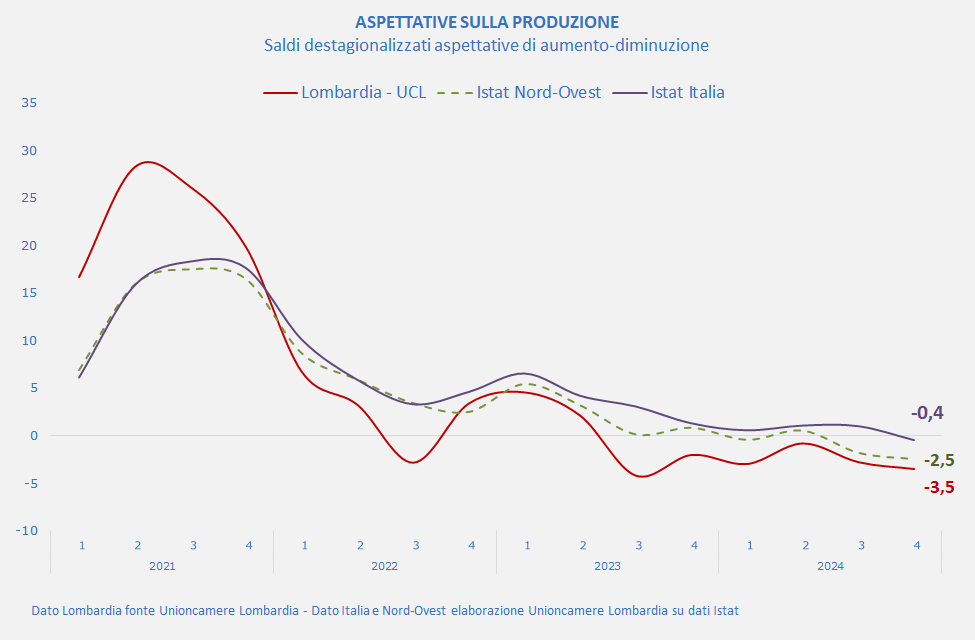 ASPETTATIVE SULLA PRODUZIONE
Saldi destagionalizzati aspettative di aumento-diminuzione
Lombardia - UCL Istat Nord-Ovest Istat Italia
35
30
25
20
15
10
5
0
-5
-10
-0,4
-2,5
-3,5
1 2 3 4 1 2 3 4 1 2 3 4 1 2 3 4
2021 2022 2023 2024
Dato Lombardia fonte Unioncamere Lombardia - Dato Italia e Nord-Ovest elaborazione Unioncamere Lombardia su dati Istat